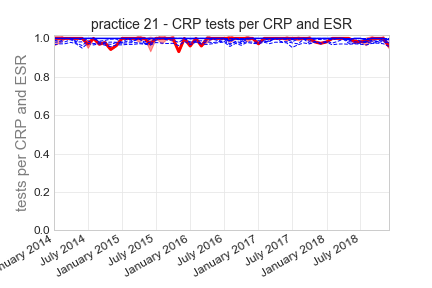 practice 21 - CRP tests per CRP and ESR
tests per CRP and ESR
1.0
0.8
0.6
0.4
0.2
0.0
nuary 2014
July 2014
January 2015
July 2015
January 2016
July 2016
January 2017
July 2017
January 2018
July 2018